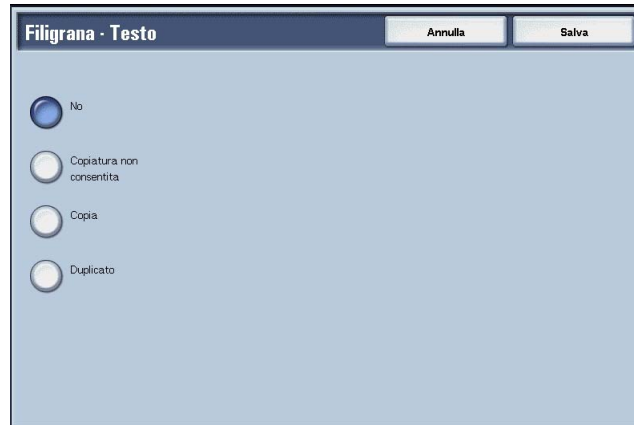 Filigrana - Testo
Annulla
Salva
No
Copiatura non
consentita
Copia
Duplicato